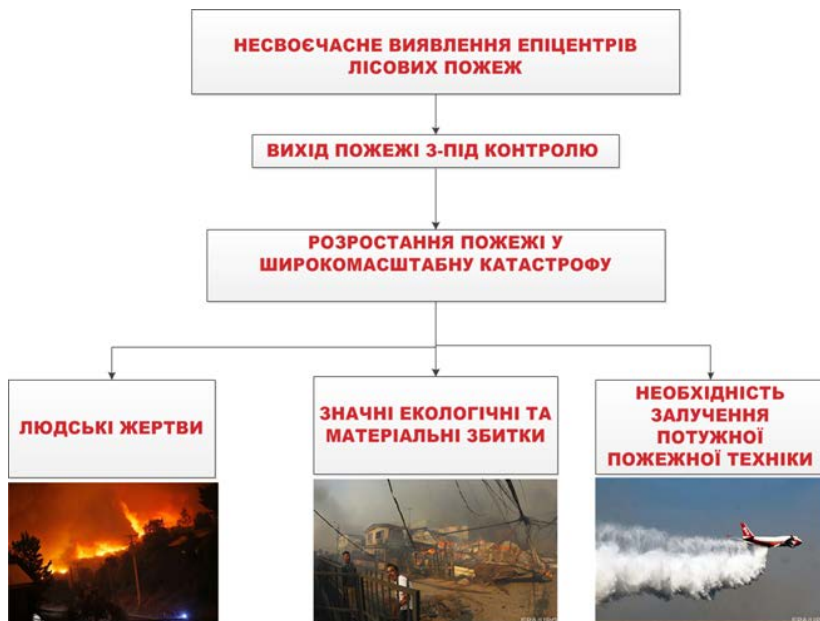 НЕСВОЄЧАСНЕ ВИЯВЛЕННЯ ЕПІЦЕНТРІВ
ЛІСОВИХ ПОЖЕЖ
ВИХІД ПОЖЕЖІ З-ПІД КОНТРОЛЮ
РОЗРОСТАННЯ ПОЖЕЖІ У
ШИРОКОМАСШТАБНУ КАТАСТРОФУ
ЛЮДСЬКІ ЖЕРТВИ
ЗНАЧНІ ЕКОЛОГІЧНІ ТА
МАТЕРІАЛЬНІ ЗБИТКИ
НЕОБХІДНІСТЬ
ЗАЛУЧЕННЯ
ПОТУЖНОЇ
ПОЖЕЖНОЇ ТЕХНІКИ